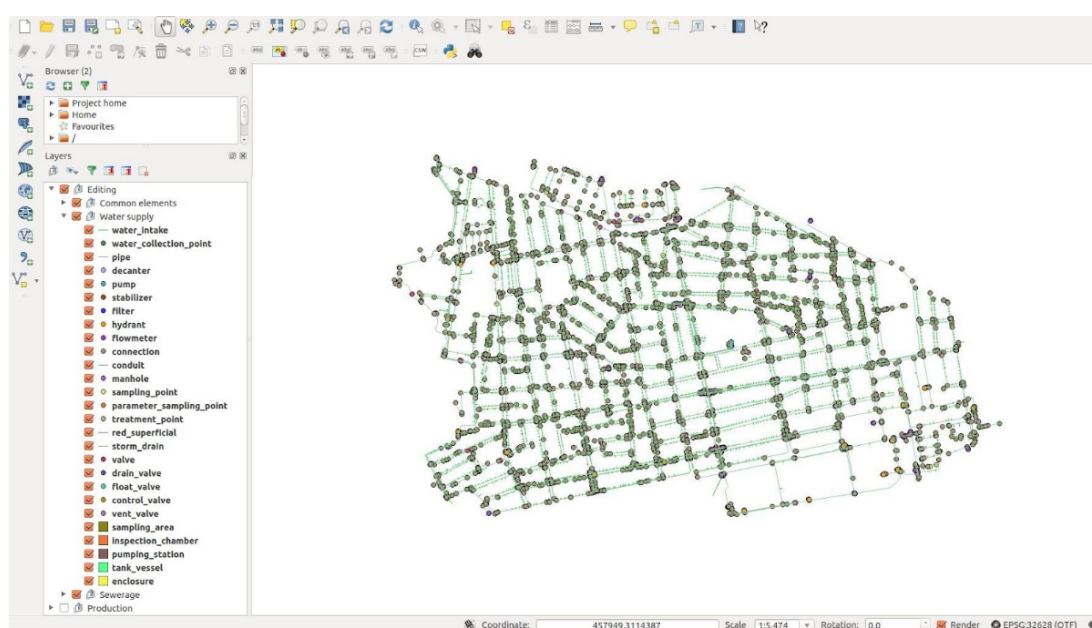 Browser (2)
Project home
Home
Favourites
/
Layers
Editing
Common elements
Water supply
water_intake
water_collection_point
pipe
decanter
pump
stabilizer
filter
hydrant
flowmeter
connection
conduit
manhole
sampling_point
parameter_sampling_point
treatment_point
red_superficial
storm_drain
valve
drain_valve
float_valve
control_valve
vent_valve
sampling_area
inspection_chamber
pumping_station
tank_vessel
enclosure
Sewerage
Production
Coordinate: 457949,3114387 Scale 1:5.474 Rotation: 0,0 Render EPSG:32628 (OTF)